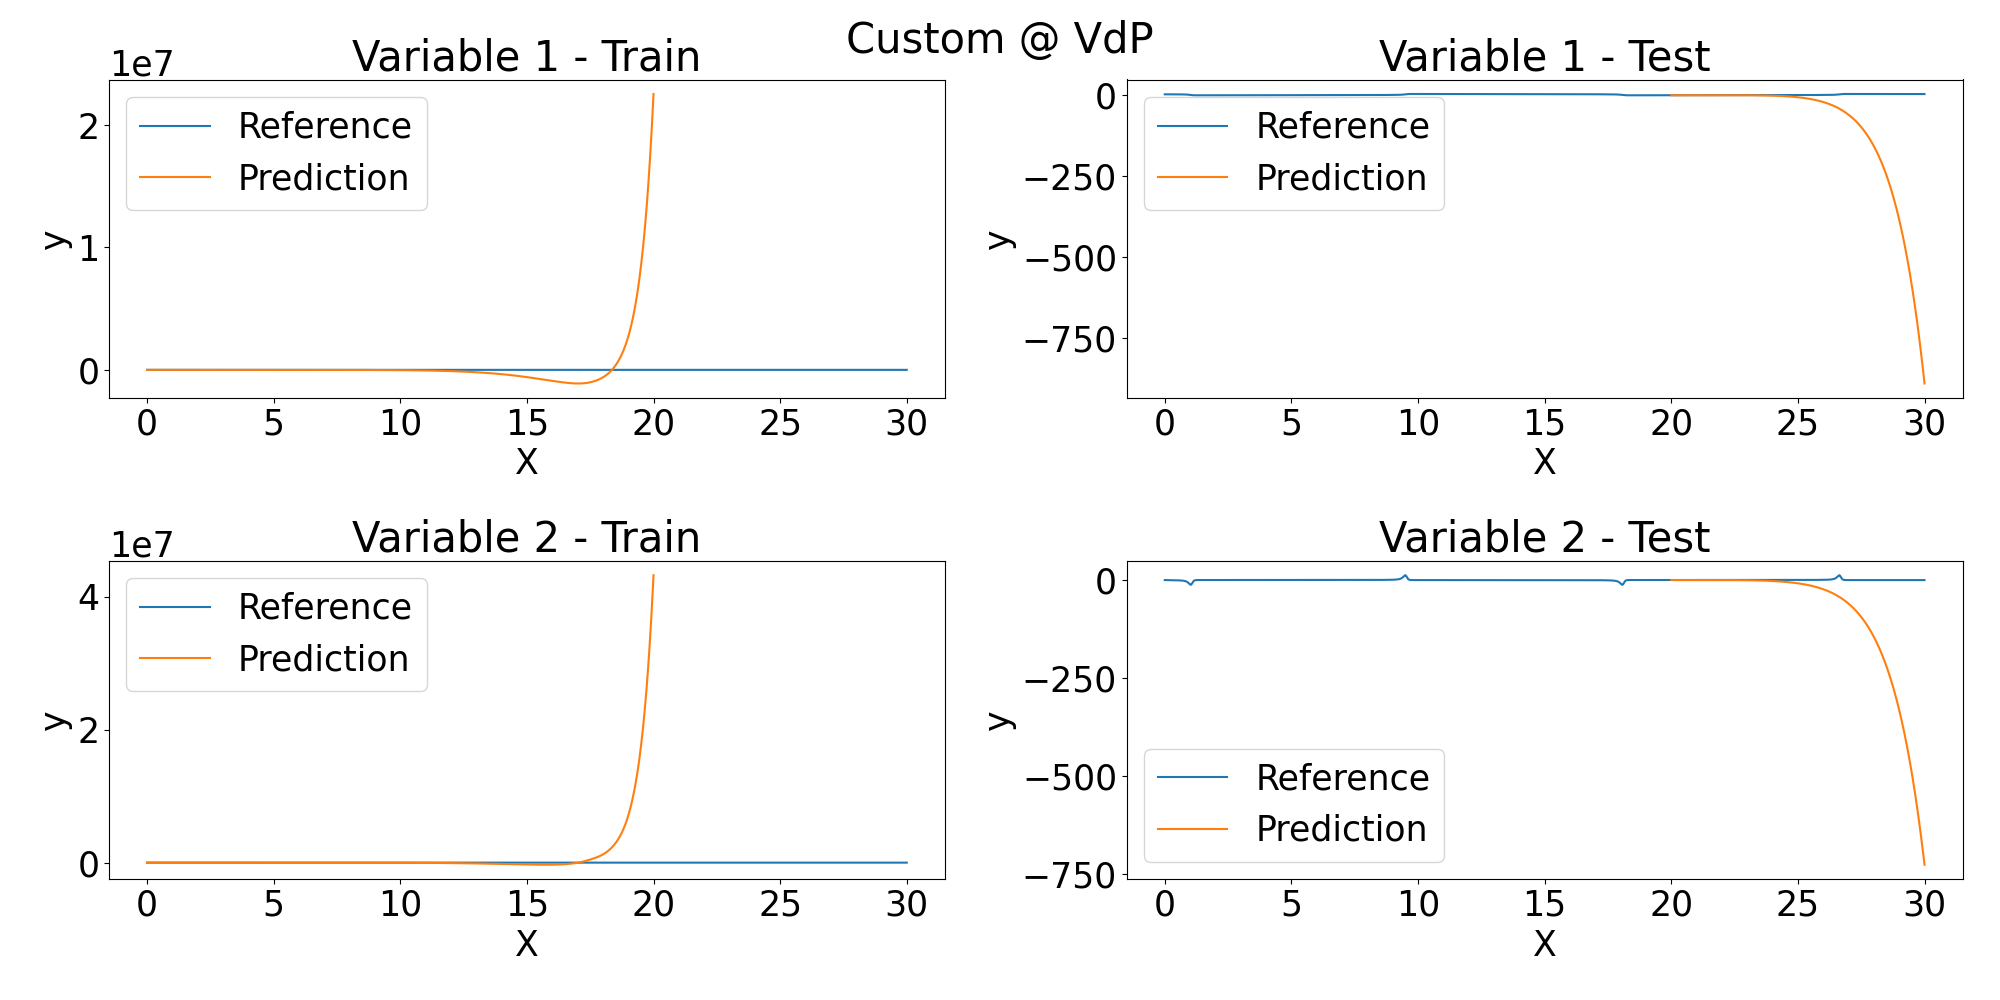 Custom @ VdP
Variable 1 - Train
1e7
Reference
Prediction
y
2
1
0
0 5 10 15 20 25 30
X
Variable 1 - Test
Reference
Prediction
y
0
−250
−500
−750
0 5 10 15 20 25 30
X
Variable 2 - Train
1e7
Reference
Prediction
y
4
2
0
0 5 10 15 20 25 30
X
Variable 2 - Test
Reference
Prediction
y
0
−250
−500
−750
0 5 10 15 20 25 30
X